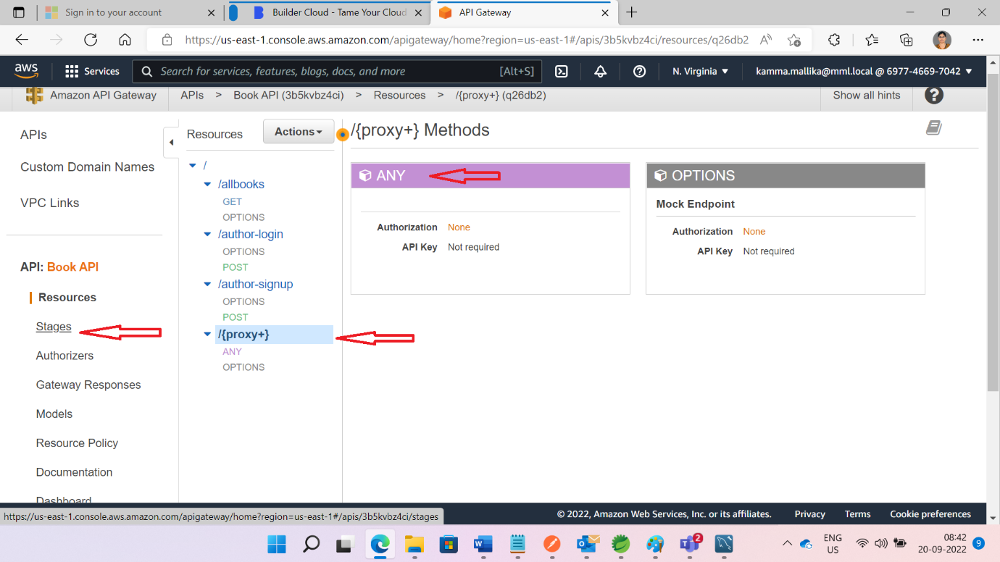 Sign in to your account
Builder Cloud - Tame Your Cloud
API Gateway
https://us-east-1.console.aws.amazon.com/apigateway/home?region=us-east-1#/apis/3b5kvbz4ci/resources/q26db2
aws
Services
Search for services, features, blogs, docs, and more
[Alt+S]
N. Virginia
kamma.mallika@mml.local @ 6977-4669-7042
Amazon API Gateway
APIs > Book API (3b5kvbz4ci) > Resources > /{proxy+} (q26db2)
Show all hints
?
APIs
Custom Domain Names
VPC Links
API: Book API
Resources
Stages
Authorizers
Gateway Responses
Models
Resource Policy
Documentation
Dashboard
Resources
Actions
/
/allbooks
GET
OPTIONS
/author-login
OPTIONS
POST
/author-signup
OPTIONS
POST
/{proxy+}
ANY
OPTIONS
/{proxy+} Methods
ANY
Authorization None
API Key Not required
OPTIONS
Mock Endpoint
Authorization None
API Key Not required
https://us-east-1.console.aws.amazon.com/apigateway/home?region=us-east-1#/apis/3b5kvbz4ci/stages
© 2022, Amazon Web Services, Inc. or its affiliates.
Privacy
Terms
Cookie preferences
2
ENG
US
08:42
20-09-2022
9